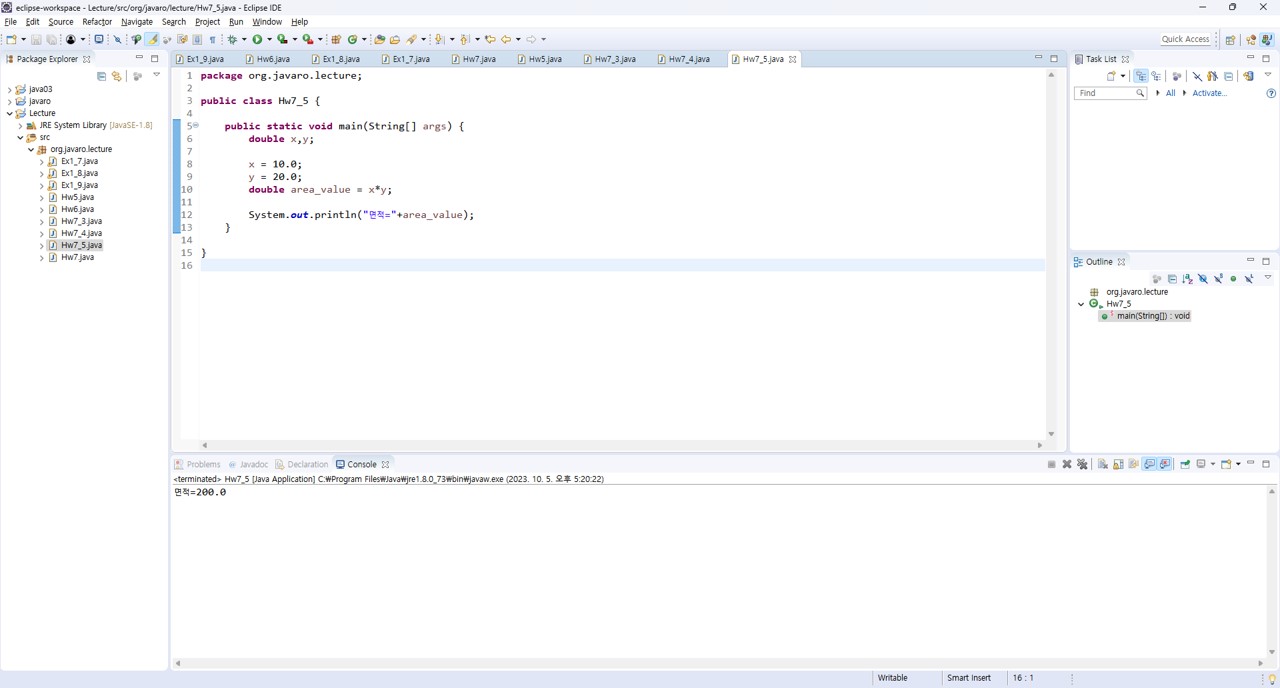 eclipse-workspace - Lecture/src/org/javaro/lecture/Hw7_5.java - Eclipse IDE
File Edit Source Refactor Navigate Search Project Run Window Help
Quick Access
Package Explorer
java03
javaro
Lecture
JRE System Library [JavaSE-1.8]
src
org.javaro.lecture
Ex1_7.java
Ex1_8.java
Ex1_9.java
Hw5.java
Hw6.java
Hw7_3.java
Hw7_4.java
Hw7_5.java
Hw7.java
Ex1_9.java Hw6.java Ex1_8.java Ex1_7.java Hw7.java Hw5.java Hw7_3.java Hw7_4.java Hw7_5.java
1 package org.javaro.lecture;
2
3 public class Hw7_5 {
4
5 public static void main(String[] args) {
6 double x,y;
7
8 x = 10.0;
9 y = 20.0;
10 double area_value = x*y;
11
12 System.out.println("면적="+area_value);
13 }
14
15 }
16
Task List
Find All Activate...
Outline
org.javaro.lecture
Hw7_5
main(String[]) : void
Problems Javadoc Declaration Console
<terminated> Hw7_5 [Java Application] C:₩Program Files₩Java₩jre1.8.0_73₩bin₩javaw.exe (2023. 10. 5. 오후 5:20:22)
면적=200.0
Writable Smart Insert 16 : 1